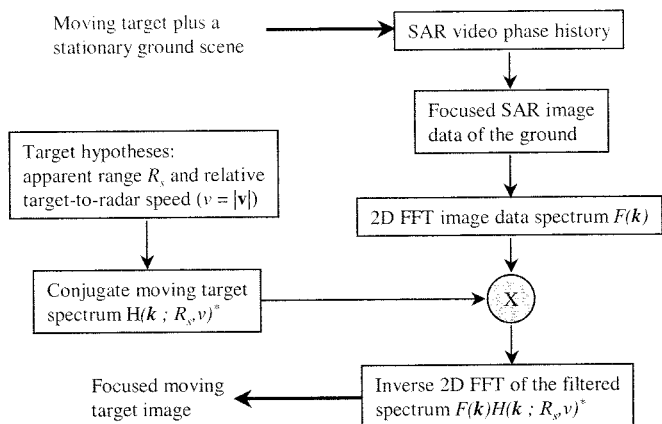 Moving target plus a
stationary ground scene
SAR video phase history
Focused SAR image
data of the ground
Target hypotheses:
apparent range Rₛ and relative
target-to-radar speed (v = |v|)
2D FFT image data spectrum F(k)
Conjugate moving target
spectrum H(k ; Rₛ,v)*
X
Focused moving
target image
Inverse 2D FFT of the filtered
spectrum F(k)H(k ; Rₛ,v)*